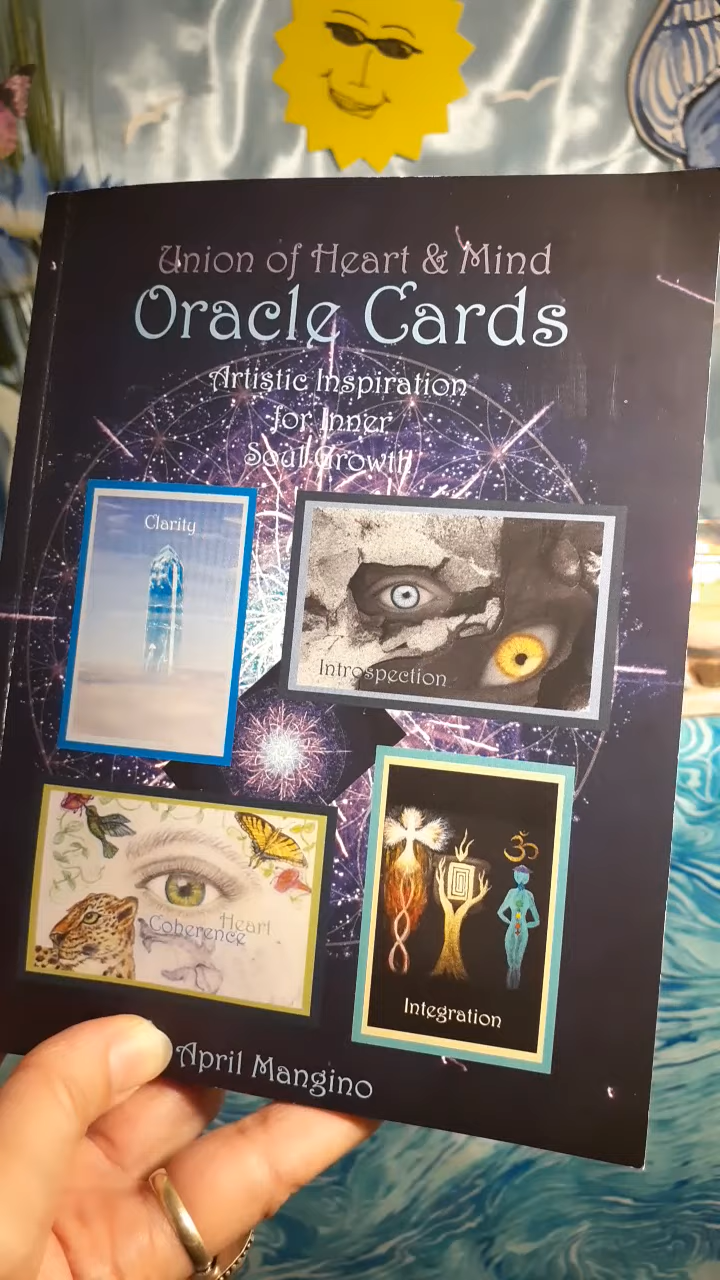 Union of Heart & Mind
Oracle Cards
Artistic Inspiration
for Inner
Soul Growth
Clarity
Introspection
Heart
Coherence
ॐ
Integration
April Mangino